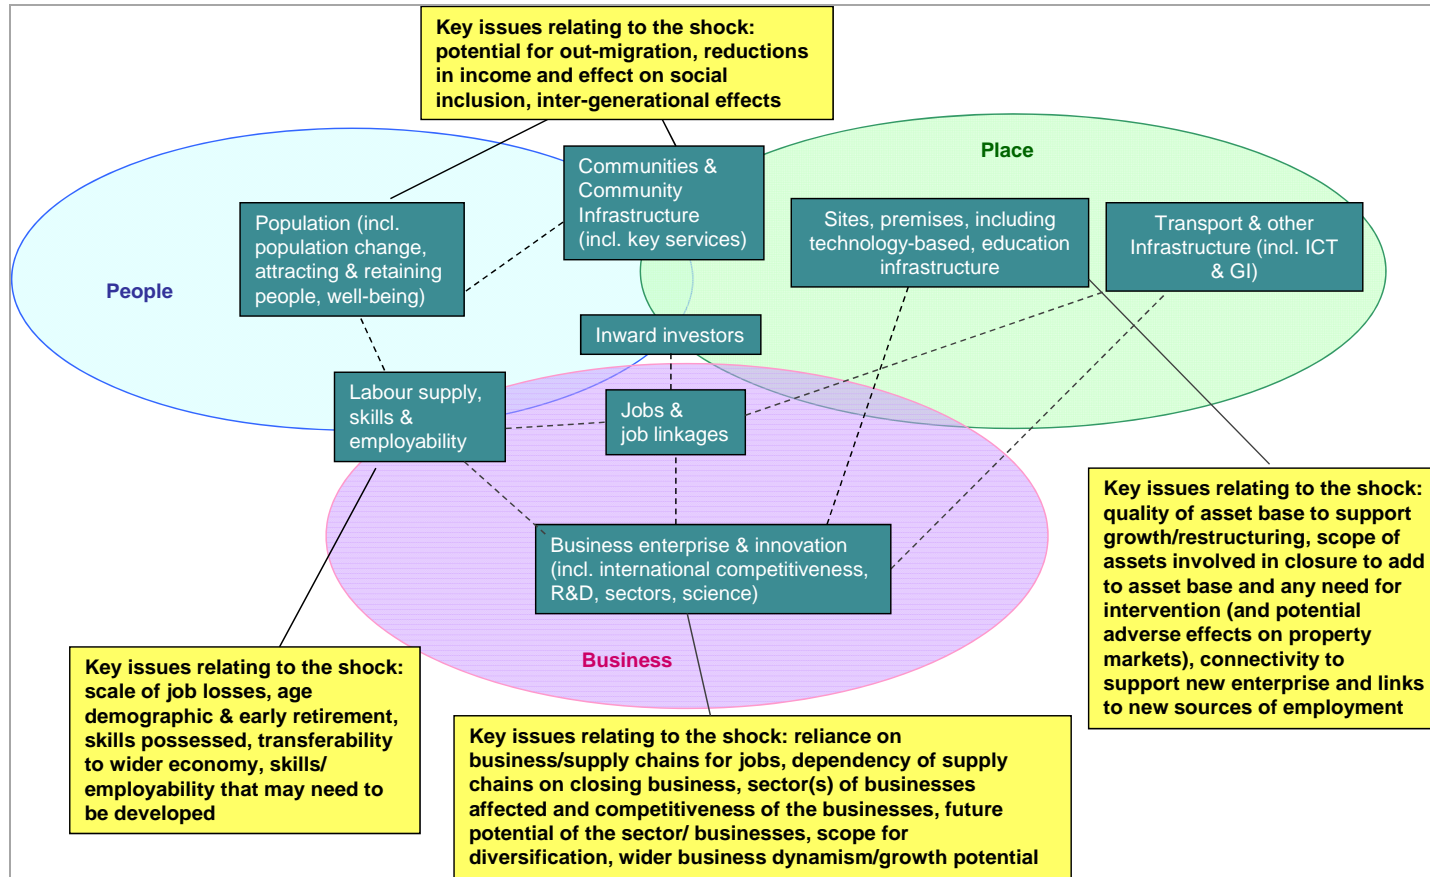 Key issues relating to the shock:
potential for out-migration, reductions
in income and effect on social
inclusion, inter-generational effects
People
Place
Population (incl.
population change,
attracting & retaining
people, well-being)
Communities &
Community
Infrastructure
(incl. key services)
Sites, premises, including
technology-based, education
infrastructure
Transport & other
Infrastructure (incl. ICT
& GI)
Inward investors
Labour supply,
skills &
employability
Jobs &
job linkages
Business enterprise & innovation
(incl. international competitiveness,
R&D, sectors, science)
Business
Key issues relating to the shock:
quality of asset base to support
growth/restructuring, scope of
assets involved in closure to add
to asset base and any need for
intervention (and potential
adverse effects on property
markets), connectivity to
support new enterprise and links
to new sources of employment
Key issues relating to the shock:
scale of job losses, age
demographic & early retirement,
skills possessed, transferability
to wider economy, skills/
employability that may need to
be developed
Key issues relating to the shock: reliance on
business/supply chains for jobs, dependency of supply
chains on closing business, sector(s) of businesses
affected and competitiveness of the businesses, future
potential of the sector/ businesses, scope for
diversification, wider business dynamism/growth potential